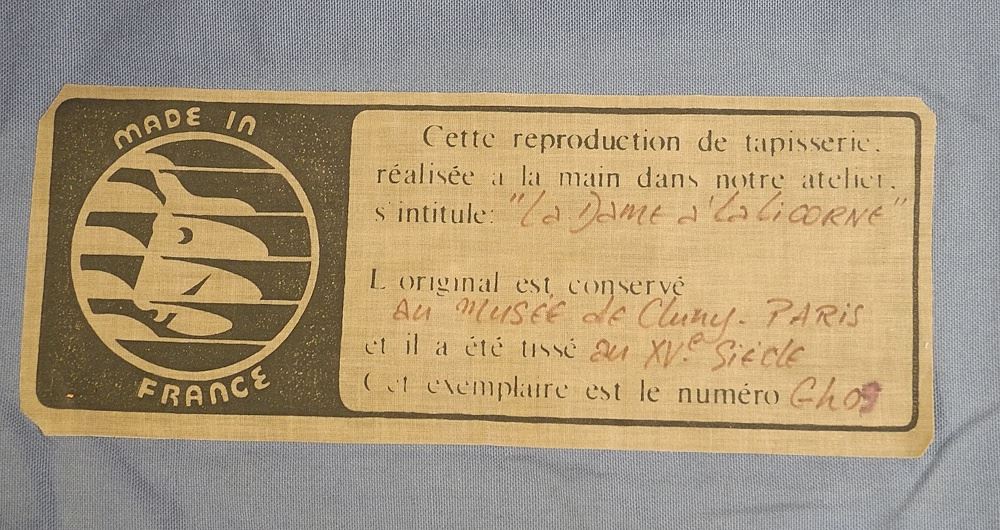 MADE IN
FRANCE
Cette reproduction de tapisserie.
réalisée a la main dans notre atelier.
s'intitule: "La Dame a' La Licorne"
L original est conservé
au Musée de Cluny - PARIS
et il a été tissé au XVe Siècle
Cet exemplaire est le numéro